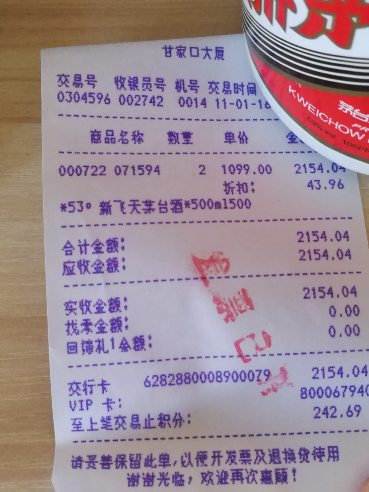 甘家口大厦
交易号 收银员号 机号 交易时间
0304596 002742 0014 11-01-16
商品名称 数量 单价 金
000722 071594 2 1099.00 2154.04
折扣: 43.96
*53° 新飞天茅台酒*500ml500
合计金额: 2154.04
应收金额: 2154.04
实收金额: 2154.04
找零金额: 0.00
回馈礼1余额: 0.00
交行卡 6282880008900079 2154.04
VIP 卡: 800067940
至上笔交易止积分: 242.69
请妥善保留此单,以便开发票及退换货使用
谢谢光临, 欢迎再次惠顾!
KWEICHOW